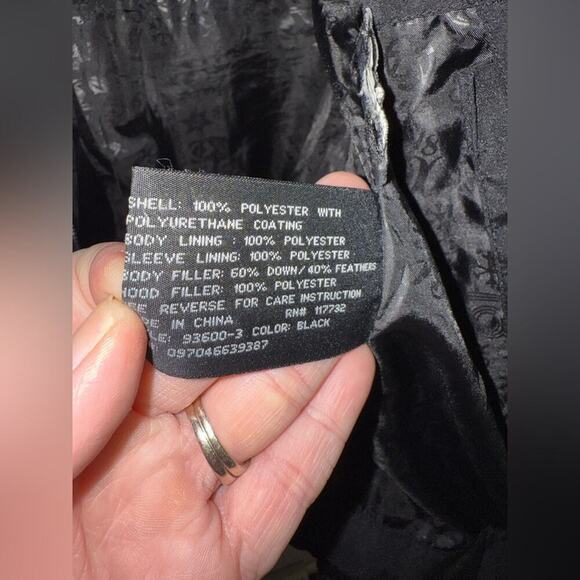 SHELL: 100% POLYESTER WITH
POLYURETHANE COATING
BODY LINING : 100% POLYESTER
SLEEVE LINING: 100% POLYESTER
BODY FILLER: 60% DOWN/40% FEATHERS
HOOD FILLER: 100% POLYESTER
REVERSE FOR CARE INSTRUCTION
IN CHINA RN# 117732
93600-3 COLOR: BLACK
097046639387